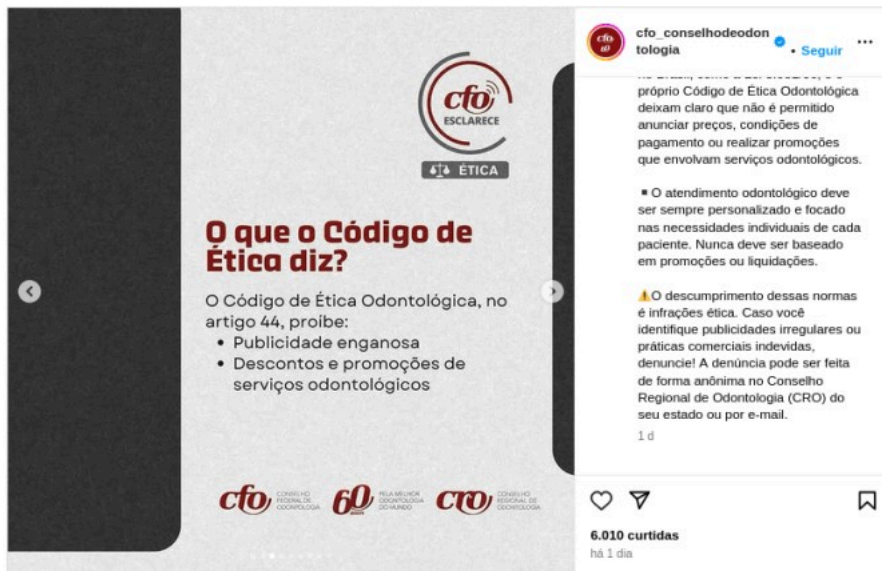 cfo
ESCLARECE
ÉTICA
O que o Código de
Ética diz?
O Código de Ética Odontológica, no
artigo 44, proíbe:
• Publicidade enganosa
• Descontos e promoções de
serviços odontológicos
cfo CONSELHO FEDERAL DE ODONTOLOGIA
60 anos PELA MELHOR ODONTOLOGIA DO MUNDO
cro CONSELHO REGIONAL DE ODONTOLOGIA
cfo_conselhodeodon
tologia • Seguir
próprio Código de Ética Odontológica
deixam claro que não é permitido
anunciar preços, condições de
pagamento ou realizar promoções
que envolvam serviços odontológicos.
▪ O atendimento odontológico deve
ser sempre personalizado e focado
nas necessidades individuais de cada
paciente. Nunca deve ser baseado
em promoções ou liquidações.
⚠️O descumprimento dessas normas
é infrações ética. Caso você
identifique publicidades irregulares ou
práticas comerciais indevidas,
denuncie! A denúncia pode ser feita
de forma anônima no Conselho
Regional de Odontologia (CRO) do
seu estado ou por e-mail.
1 d
6.010 curtidas
há 1 dia